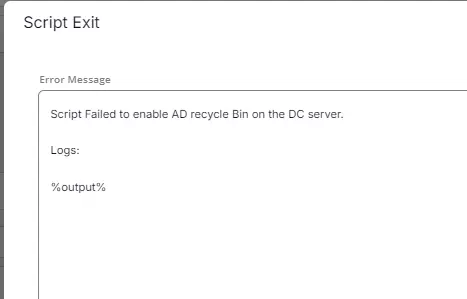 Script Exit
Error Message
Script Failed to enable AD recycle Bin on the DC server.
Logs:
%output%